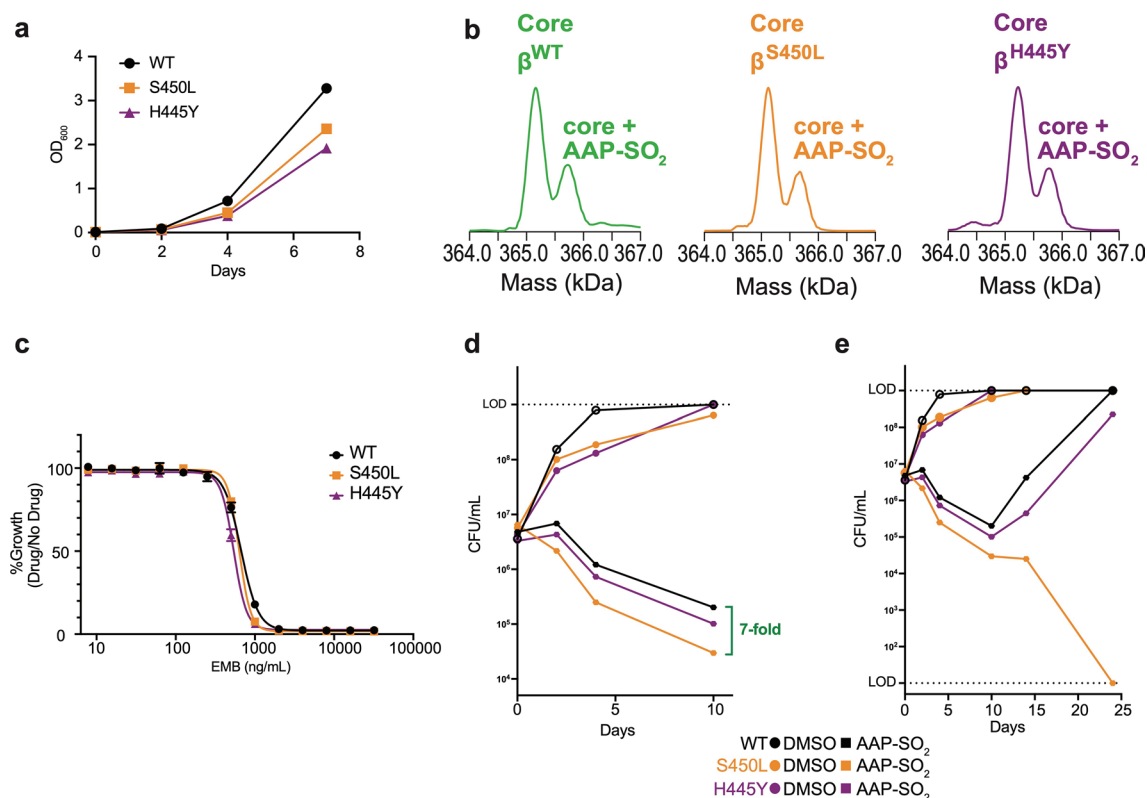 a
4
3
2
1
0
OD600
0 2 4 6 8
Days
WT
S450L
H445Y
b
Core
βWT
core +
AAP-SO2
364.0 365.0 366.0 367.0
Mass (kDa)
Core
βS450L
core +
AAP-SO2
364.0 365.0 366.0 367.0
Mass (kDa)
Core
βH445Y
core +
AAP-SO2
364.0 365.0 366.0 367.0
Mass (kDa)
c
100
50
0
%Growth
(Drug/No Drug)
10 100 1000 10000 100000
EMB (ng/mL)
WT
S450L
H445Y
d
LOD
10⁸
10⁷
10⁶
10⁵
10⁴
CFU/mL
7-fold
0 5 10
Days
e
LOD
10⁸
10⁷
10⁶
10⁵
10⁴
10³
10²
LOD
CFU/mL
0 5 10 15 20 25
Days
WT DMSO AAP-SO2
S450L DMSO AAP-SO2
H445Y DMSO AAP-SO2